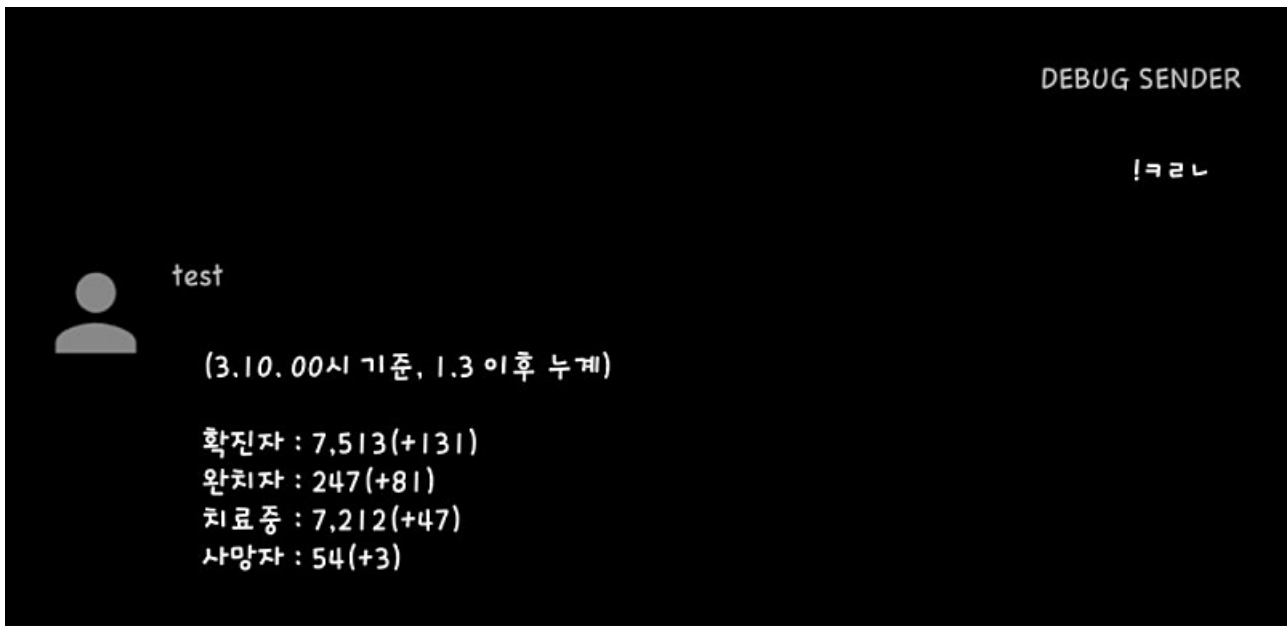 DEBUG SENDER
!ㅋㄹㄴ
test
(3.10. 00시 기준, 1.3 이후 누계)
확진자 : 7,513(+131)
완치자 : 247(+81)
치료중 : 7,212(+47)
사망자 : 54(+3)